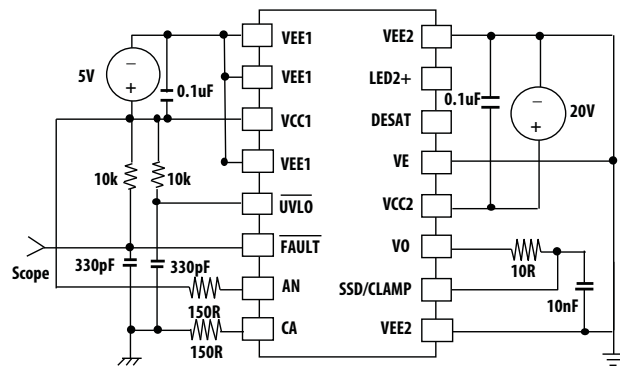 VEE1
VEE2
5V
VEE1
LED2+
0.1uF
0.1uF
20V
VCC1
DESAT
VEE1
VE
10k
10k
UVLO
VCC2
FAULT
VO
Scope
330pF
330pF
10R
AN
SSD/CLAMP
150R
10nF
CA
VEE2
150R